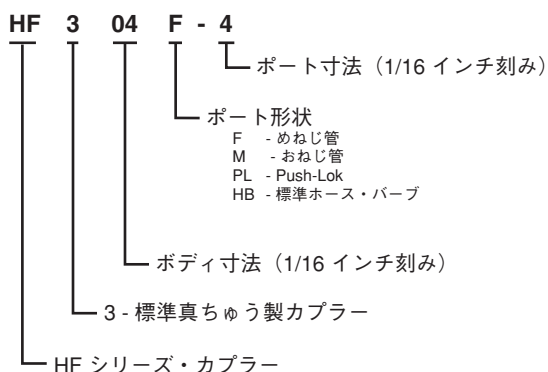 HF 3 04 F - 4
ポート寸法（1/16 インチ刻み）
ポート形状
F - めねじ管
M - おねじ管
PL - Push-Lok
HB - 標準ホース・バーブ
ボディ寸法（1/16 インチ刻み）
3 - 標準真ちゅう製カプラー
HF シリーズ・カプラー